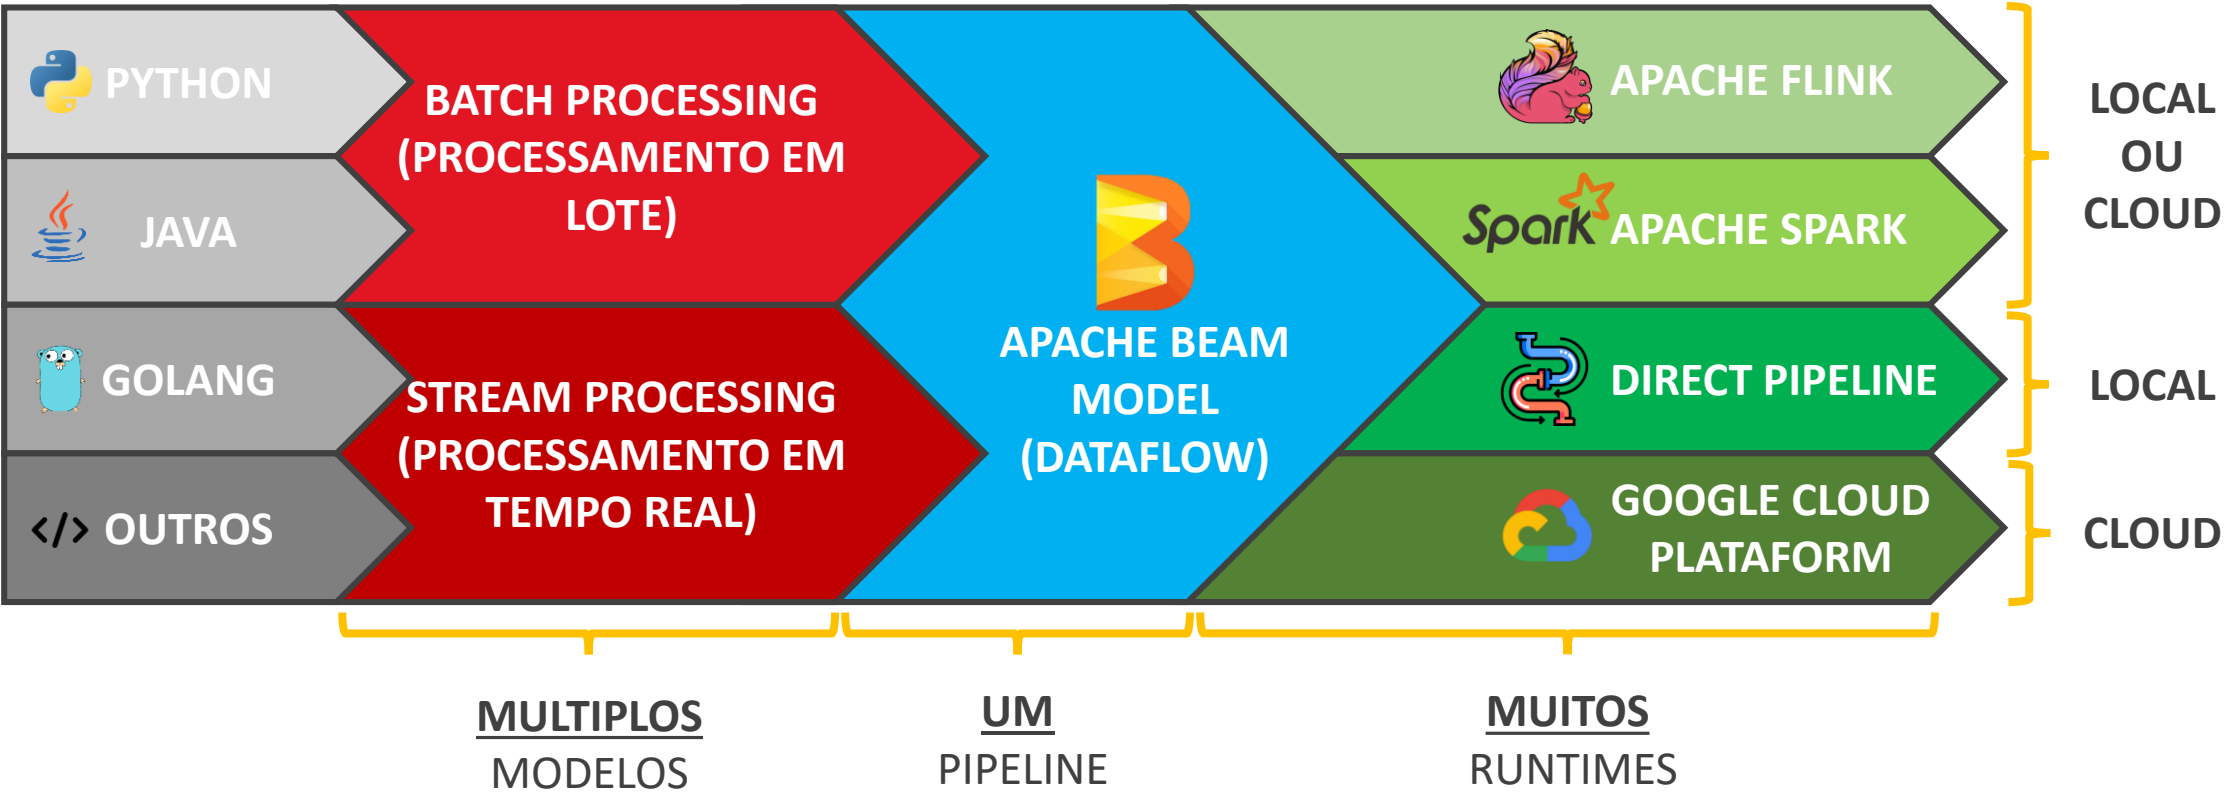 PYTHON
JAVA
GOLANG
</> OUTROS
BATCH PROCESSING
(PROCESSAMENTO EM
LOTE)
STREAM PROCESSING
(PROCESSAMENTO EM
TEMPO REAL)
APACHE BEAM
MODEL
(DATAFLOW)
APACHE FLINK
Spark APACHE SPARK
DIRECT PIPELINE
GOOGLE CLOUD
PLATAFORM
LOCAL
OU
CLOUD
LOCAL
CLOUD
MULTIPLOS
MODELOS
UM
PIPELINE
MUITOS
RUNTIMES